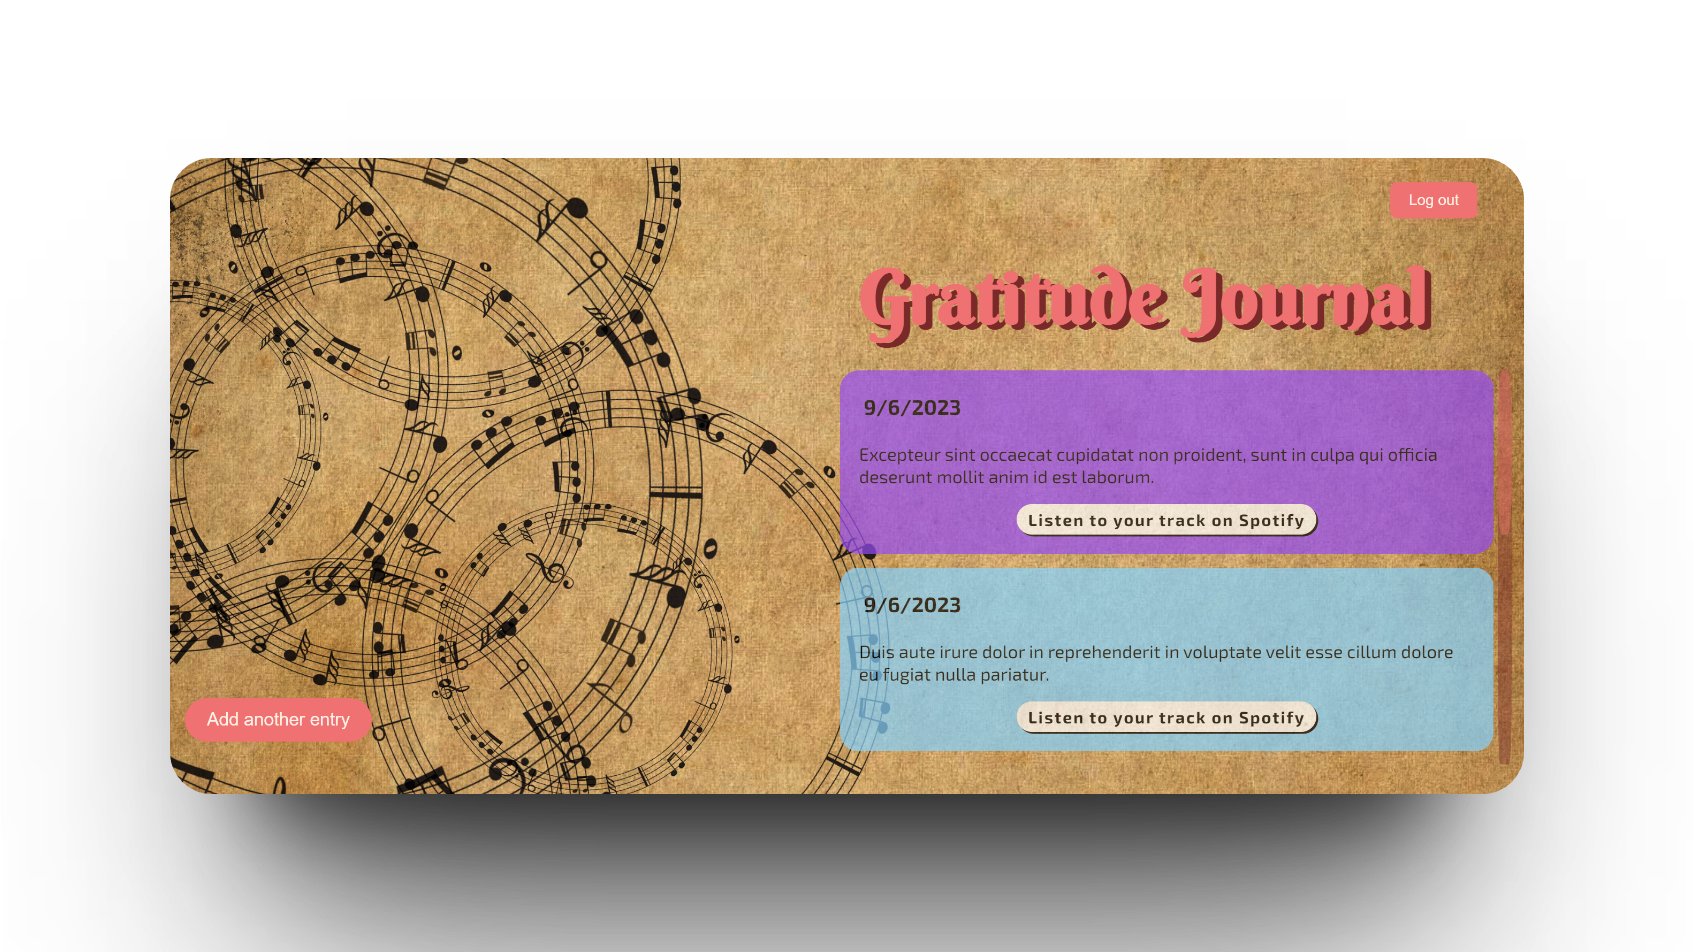 Log out
Gratitude Journal
9/6/2023
Excepteur sint occaecat cupidatat non proident, sunt in culpa qui officia
deserunt mollit anim id est laborum.
Listen to your track on Spotify
9/6/2023
Duis aute irure dolor in reprehenderit in voluptate velit esse cillum dolore
eu fugiat nulla pariatur.
Listen to your track on Spotify
Add another entry